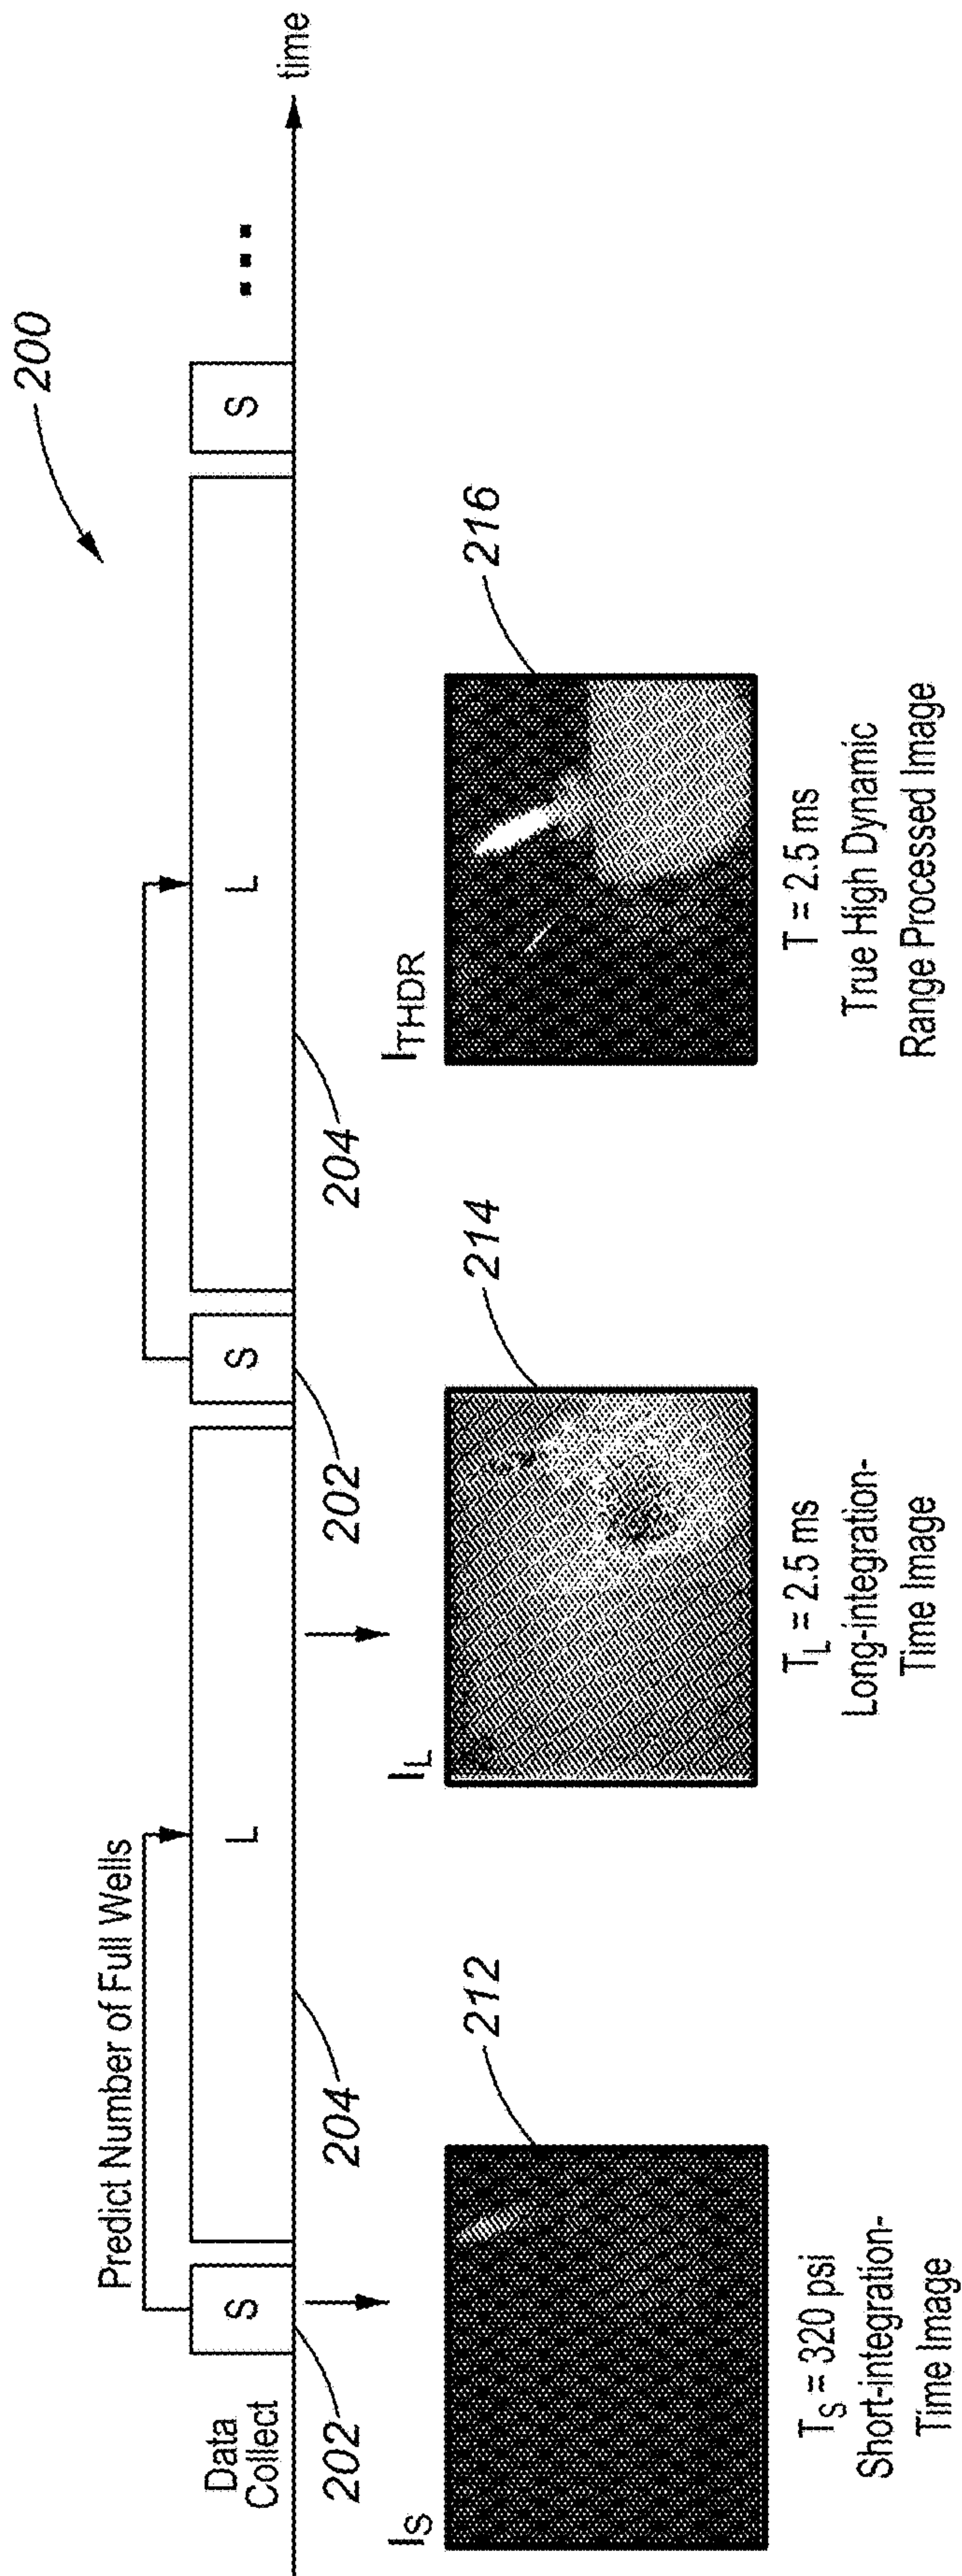 200
Predict Number of Full Wells
Data
Collect
S
L
S
L
S
time
202
204
202
204
I_S
212
T_S = 320 psi
Short-integration-
Time Image
I_L
214
T_L = 2.5 ms
Long-integration-
Time Image
I_THDR
216
T = 2.5 ms
True High Dynamic
Range Processed Image